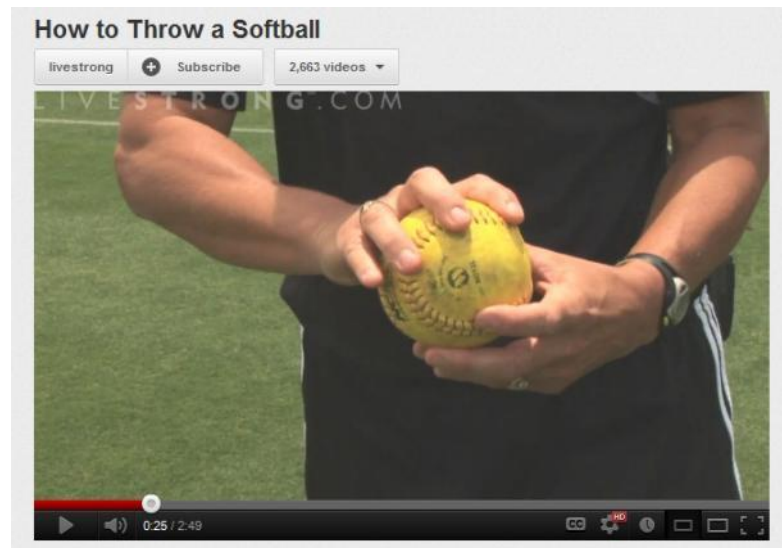 How to Throw a Softball
livestrong Subscribe 2,663 videos
LIVESTRONG.COM
0:25 / 2:49
CC HD